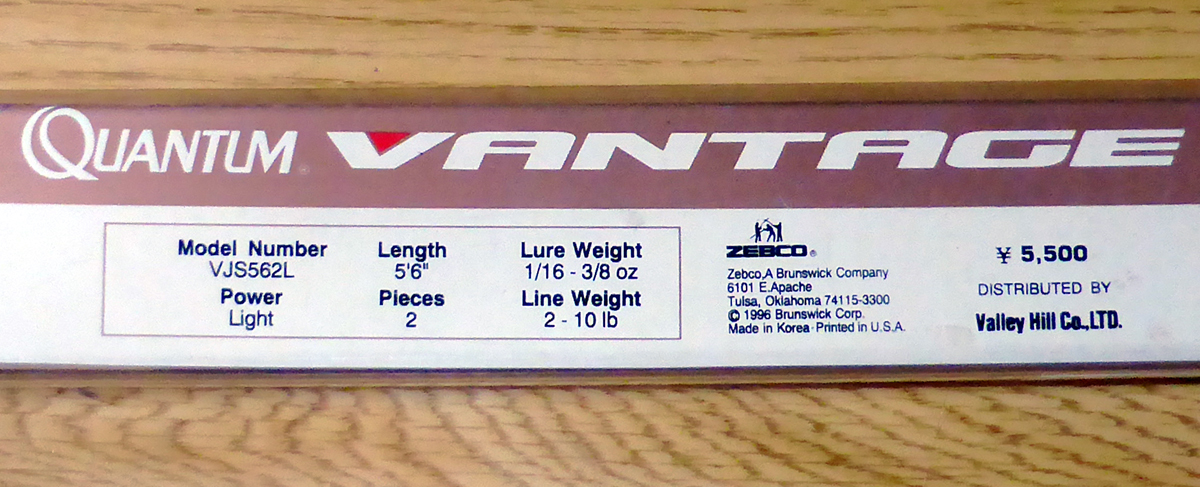 QUANTUM® VANTAGE
Model Number Length Lure Weight
VJS562L 5'6" 1/16 - 3/8 oz
Power Pieces Line Weight
Light 2 2 - 10 lb
ZEBCO®
Zebco,A Brunswick Company
6101 E.Apache
Tulsa, Oklahoma 74115-3300
© 1996 Brunswick Corp.
Made in Korea·Printed in U.S.A.
¥ 5,500
DISTRIBUTED BY
Valley Hill Co.,LTD.